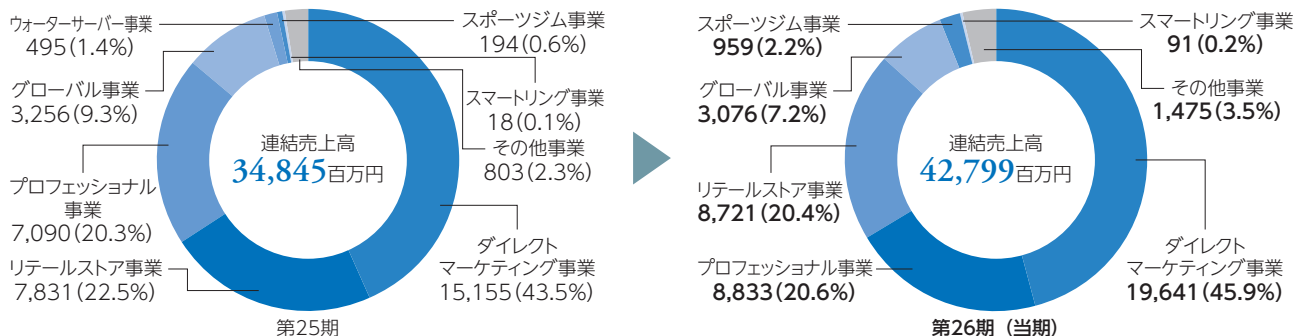 ウォーターサーバー事業
495(1.4%)
グローバル事業
3,256(9.3%)
プロフェッショナル
事業
7,090(20.3%)
リテールストア事業
7,831(22.5%)
連結売上高
34,845百万円
スポーツジム事業
194(0.6%)
スマートリング事業
18(0.1%)
その他事業
803(2.3%)
ダイレクト
マーケティング事業
15,155(43.5%)
第25期
スポーツジム事業
959(2.2%)
グローバル事業
3,076(7.2%)
リテールストア事業
8,721(20.4%)
プロフェッショナル事業
8,833(20.6%)
連結売上高
42,799百万円
スマートリング事業
91(0.2%)
その他事業
1,475(3.5%)
ダイレクト
マーケティング事業
19,641(45.9%)
第26期（当期）